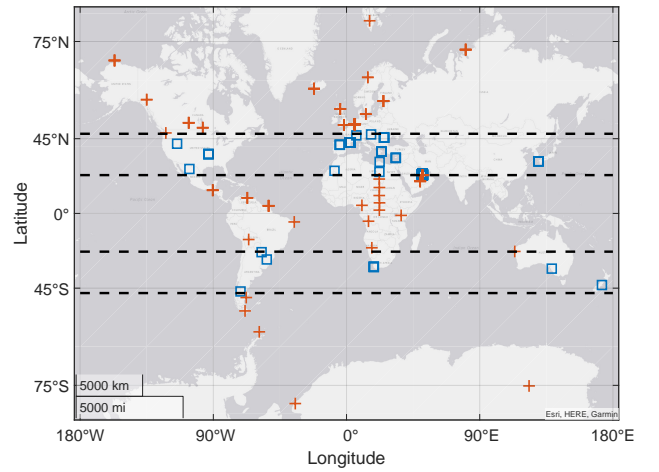 75°N
45°N
0°
45°S
75°S
Latitude
5000 km
5000 mi
Esri, HERE, Garmin
180°W
90°W
0°
90°E
180°E
Longitude